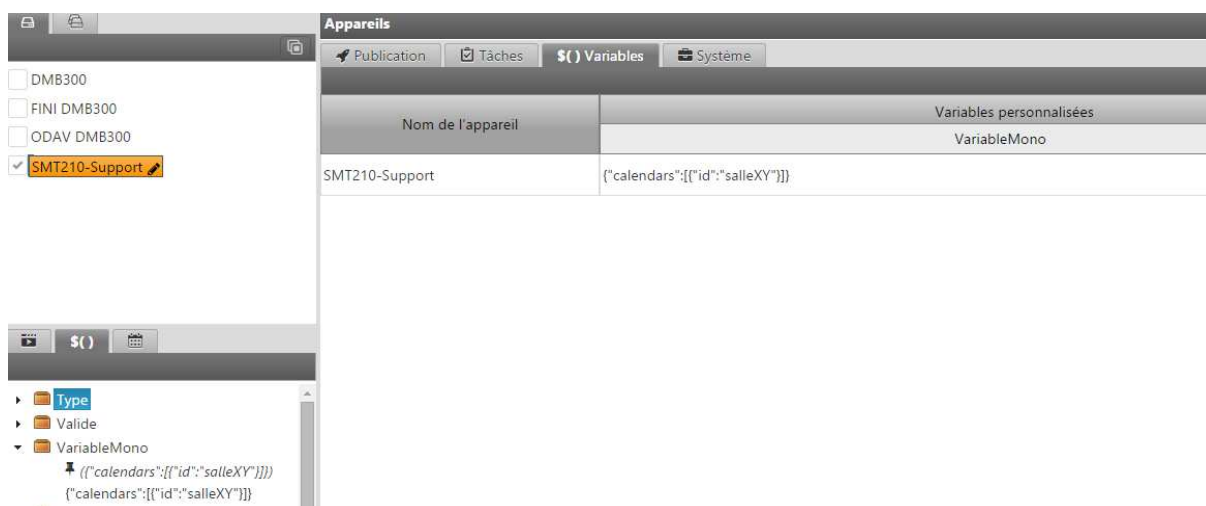 Appareils
Publication
Tâches
$( ) Variables
Système
DMB300
FINI DMB300
ODAV DMB300
SMT210-Support
Nom de l'appareil
Variables personnalisées
VariableMono
SMT210-Support
{"calendars":[{"id":"salleXY"}]}
$( )
Type
Valide
VariableMono
({"calendars":[{"id":"salleXY"}]})
{"calendars":[{"id":"salleXY"}]}